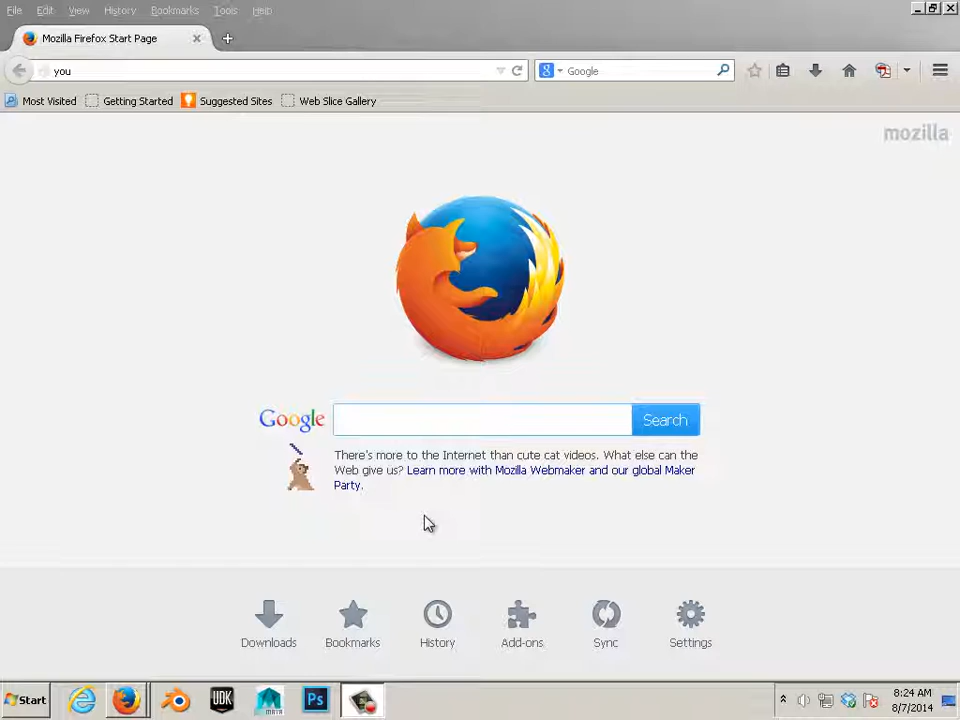 File Edit View History Bookmarks Tools Help
Mozilla Firefox Start Page
you
Google
Most Visited Getting Started Suggested Sites Web Slice Gallery
mozilla
Google Search
There's more to the Internet than cute cat videos. What else can the
Web give us? Learn more with Mozilla Webmaker and our global Maker
Party.
Downloads Bookmarks History Add-ons Sync Settings
Start UDK MAYA Ps
8:24 AM
8/7/2014